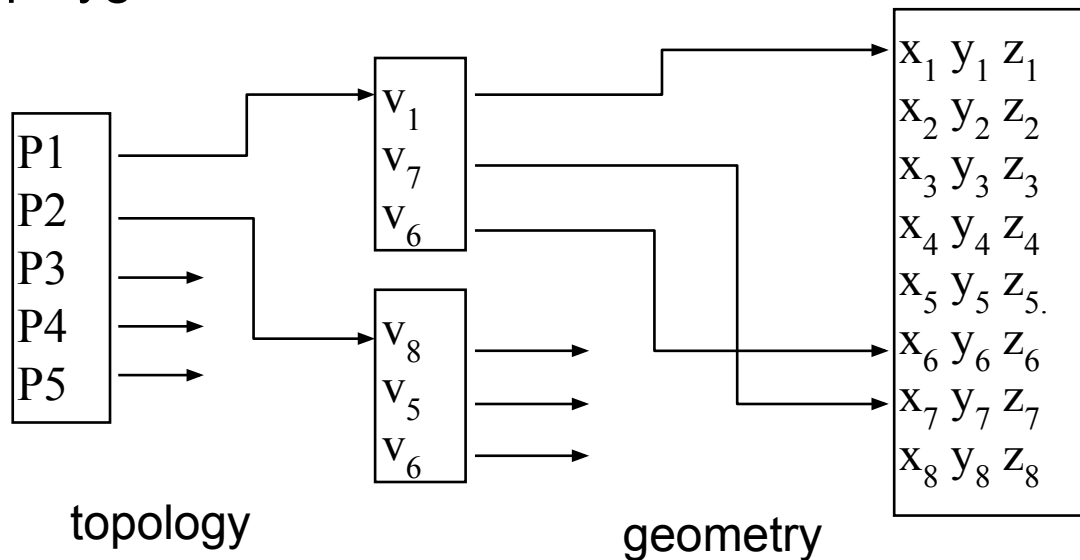 P1
P2
P3
P4
P5
v₁
v₇
v₆
v₈
v₅
v₆
x₁ y₁ z₁
x₂ y₂ z₂
x₃ y₃ z₃
x₄ y₄ z₄
x₅ y₅ z₅.
x₆ y₆ z₆
x₇ y₇ z₇
x₈ y₈ z₈
topology
geometry